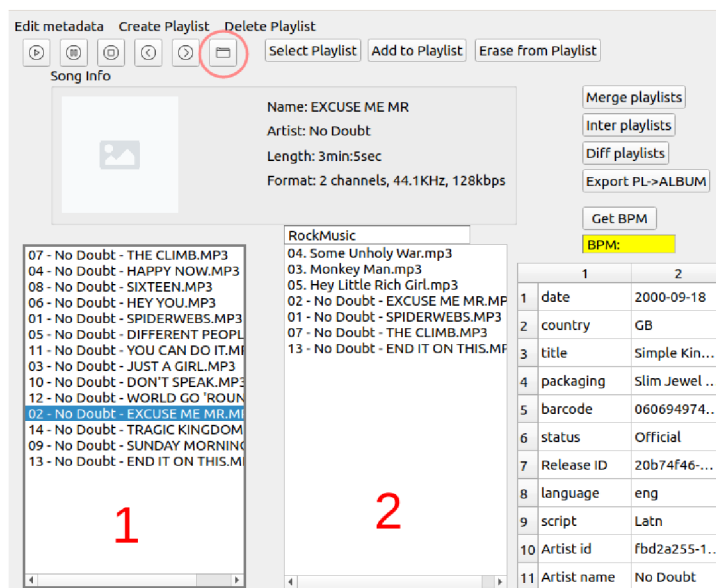 Edit metadata Create Playlist Delete Playlist
Select Playlist Add to Playlist Erase from Playlist
Song Info
Name: EXCUSE ME MR
Artist: No Doubt
Length: 3min:5sec
Format: 2 channels, 44.1KHz, 128kbps
Merge playlists
Inter playlists
Diff playlists
Export PL->ALBUM
Get BPM
BPM:
07 - No Doubt - THE CLIMB.MP3
04 - No Doubt - HAPPY NOW.MP3
08 - No Doubt - SIXTEEN.MP3
06 - No Doubt - HEY YOU.MP3
01 - No Doubt - SPIDERWEBS.MP3
05 - No Doubt - DIFFERENT PEOPL
11 - No Doubt - YOU CAN DO IT.MI
03 - No Doubt - JUST A GIRL.MP3
10 - No Doubt - DON'T SPEAK.MP3
12 - No Doubt - WORLD GO 'ROUN
02 - No Doubt - EXCUSE ME MR.MI
14 - No Doubt - TRAGIC KINGDOM
09 - No Doubt - SUNDAY MORNING
13 - No Doubt - END IT ON THIS.MI
1
RockMusic
04. Some Unholy War.mp3
03. Monkey Man.mp3
05. Hey Little Rich Girl.mp3
02 - No Doubt - EXCUSE ME MR.MP
01 - No Doubt - SPIDERWEBS.MP3
07 - No Doubt - THE CLIMB.MP3
13 - No Doubt - END IT ON THIS.MP
2
1 2
1 date 2000-09-18
2 country GB
3 title Simple Kin...
4 packaging Slim Jewel ..
5 barcode 060694974..
6 status Official
7 Release ID 20b74f46-...
8 language eng
9 script Latn
10 Artist id fbd2a255-1..
11 Artist name No Doubt